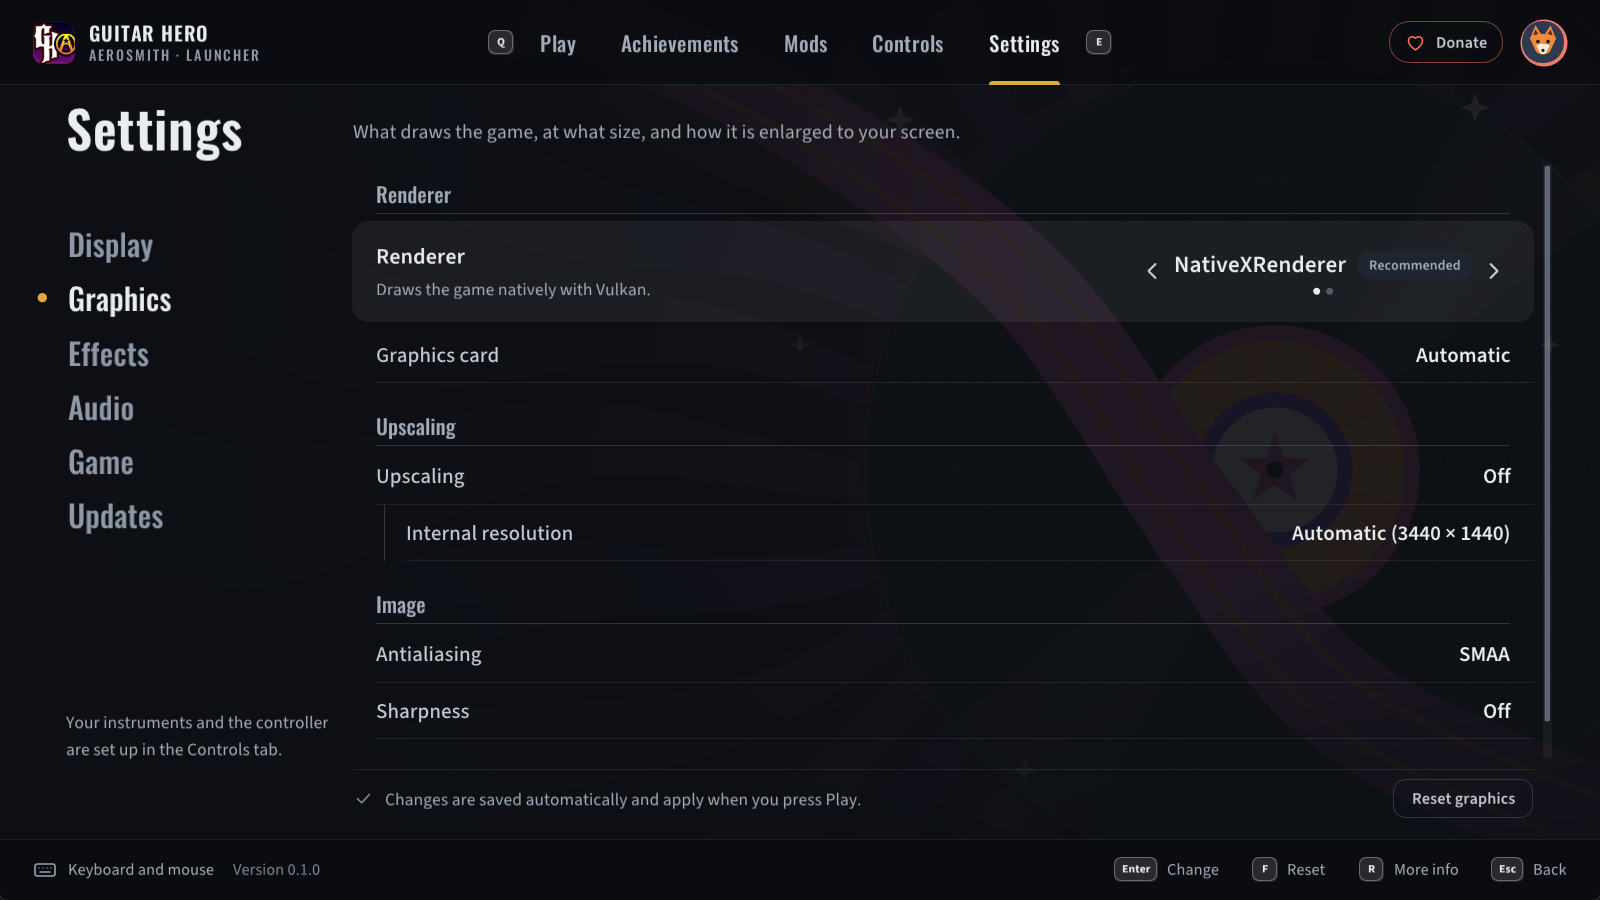 GUITAR HERO
AEROSMITH · LAUNCHER
Q
Play
Achievements
Mods
Controls
Settings
E
Donate
Settings
What draws the game, at what size, and how it is enlarged to your screen.
Display
Graphics
Effects
Audio
Game
Updates
Your instruments and the controller
are set up in the Controls tab.
Renderer
Renderer
Draws the game natively with Vulkan.
NativeXRenderer
Recommended
Graphics card
Automatic
Upscaling
Upscaling
Off
Internal resolution
Automatic (3440 × 1440)
Image
Antialiasing
SMAA
Sharpness
Off
Changes are saved automatically and apply when you press Play.
Reset graphics
Keyboard and mouse
Version 0.1.0
Enter
Change
F
Reset
R
More info
Esc
Back